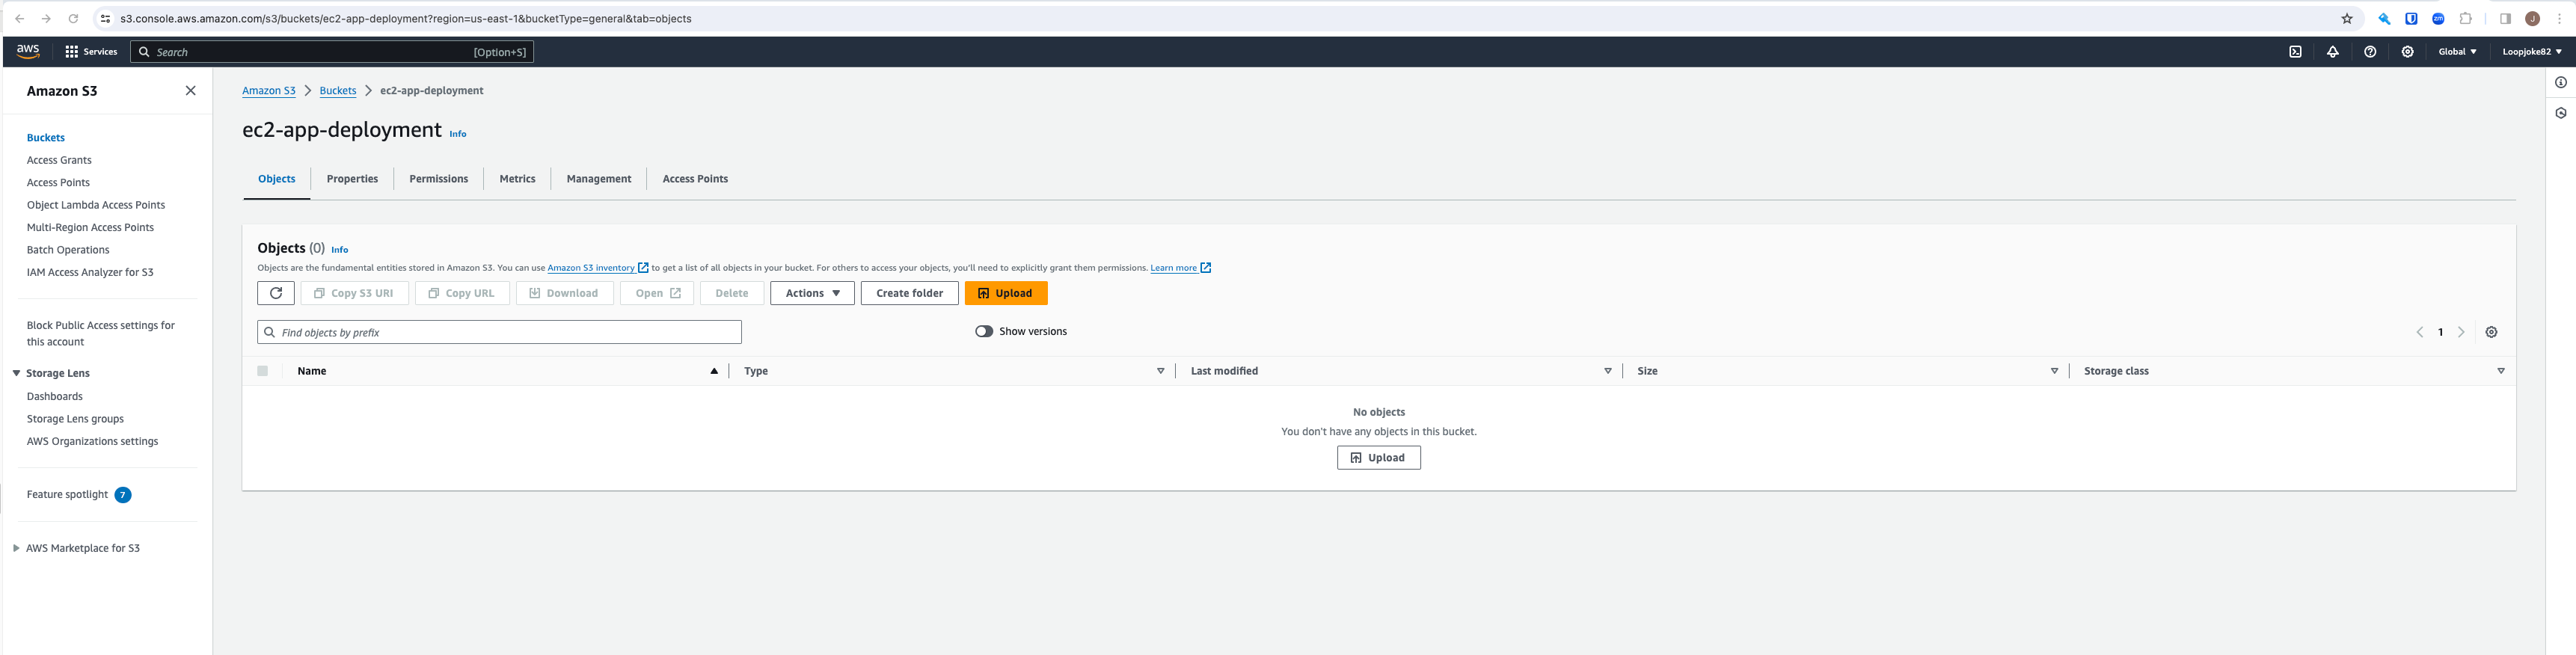 s3.console.aws.amazon.com/s3/buckets/ec2-app-deployment?region=us-east-1&bucketType=general&tab=objects
zm
J
aws Services Search [Option+S] Global Loopjoke82
Amazon S3
Buckets
Access Grants
Access Points
Object Lambda Access Points
Multi-Region Access Points
Batch Operations
IAM Access Analyzer for S3
Block Public Access settings for
this account
Storage Lens
Dashboards
Storage Lens groups
AWS Organizations settings
Feature spotlight 7
AWS Marketplace for S3
Amazon S3 Buckets ec2-app-deployment
ec2-app-deployment Info
Objects Properties Permissions Metrics Management Access Points
Objects (0) Info
Objects are the fundamental entities stored in Amazon S3. You can use Amazon S3 inventory to get a list of all objects in your bucket. For others to access your objects, you'll need to explicitly grant them permissions. Learn more
Copy S3 URI Copy URL Download Open Delete Actions Create folder Upload
Find objects by prefix Show versions 1
Name Type Last modified Size Storage class
No objects
You don't have any objects in this bucket.
Upload